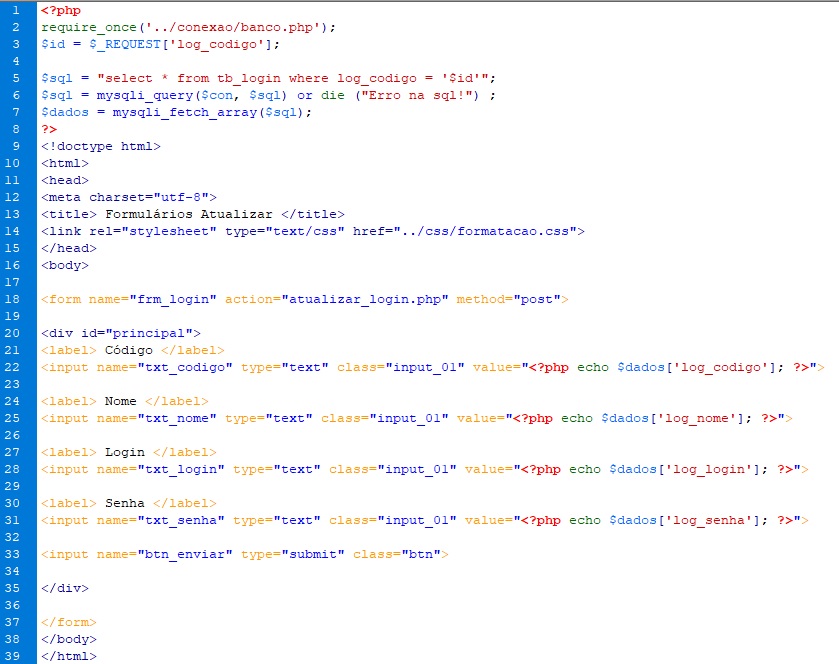 1 <?php
2 require_once('../conexao/banco.php');
3 $id = $_REQUEST['log_codigo'];
4
5 $sql = "select * from tb_login where log_codigo = '$id'";
6 $sql = mysqli_query($con, $sql) or die ("Erro na sql!") ;
7 $dados = mysqli_fetch_array($sql);
8 ?>
9 <!doctype html>
10 <html>
11 <head>
12 <meta charset="utf-8">
13 <title> Formulários Atualizar </title>
14 <link rel="stylesheet" type="text/css" href="../css/formatacao.css">
15 </head>
16 <body>
17
18 <form name="frm_login" action="atualizar_login.php" method="post">
19
20 <div id="principal">
21 <label> Código </label>
22 <input name="txt_codigo" type="text" class="input_01" value="<?php echo $dados['log_codigo']; ?>">
23
24 <label> Nome </label>
25 <input name="txt_nome" type="text" class="input_01" value="<?php echo $dados['log_nome']; ?>">
26
27 <label> Login </label>
28 <input name="txt_login" type="text" class="input_01" value="<?php echo $dados['log_login']; ?>">
29
30 <label> Senha </label>
31 <input name="txt_senha" type="text" class="input_01" value="<?php echo $dados['log_senha']; ?>">
32
33 <input name="btn_enviar" type="submit" class="btn">
34
35 </div>
36
37 </form>
38 </body>
39 </html>